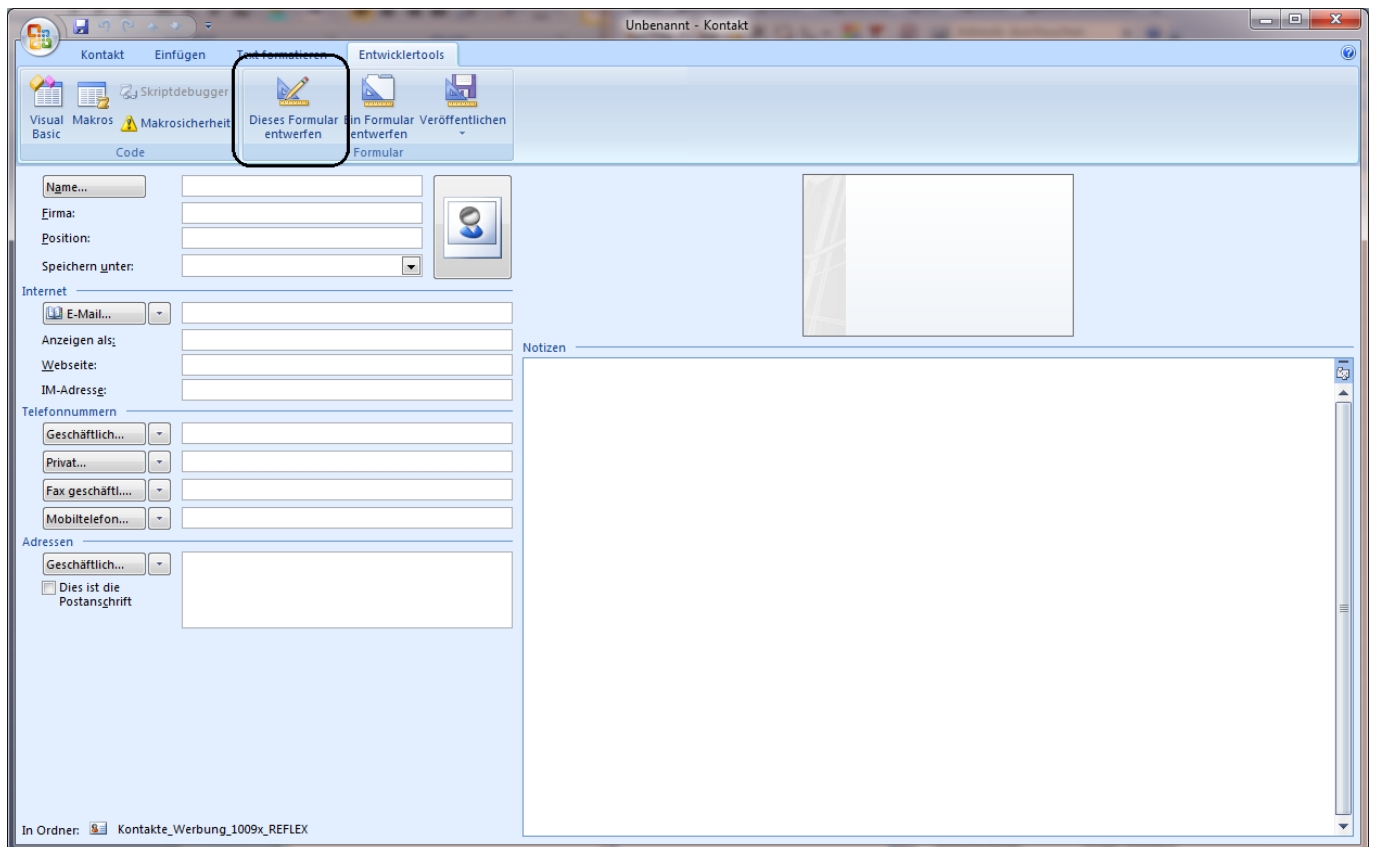 Unbenannt - Kontakt
Kontakt Einfügen Text formatieren Entwicklertools
Visual Basic
Makros
Skriptdebugger
Makrosicherheit
Code
Dieses Formular entwerfen
Ein Formular entwerfen
Veröffentlichen
Formular
Name...
Firma:
Position:
Speichern unter:
Internet
E-Mail...
Anzeigen als:
Webseite:
IM-Adresse:
Telefonnummern
Geschäftlich...
Privat...
Fax geschäftl....
Mobiltelefon...
Adressen
Geschäftlich...
Dies ist die
Postanschrift
Notizen
In Ordner: Kontakte_Werbung_1009x_REFLEX